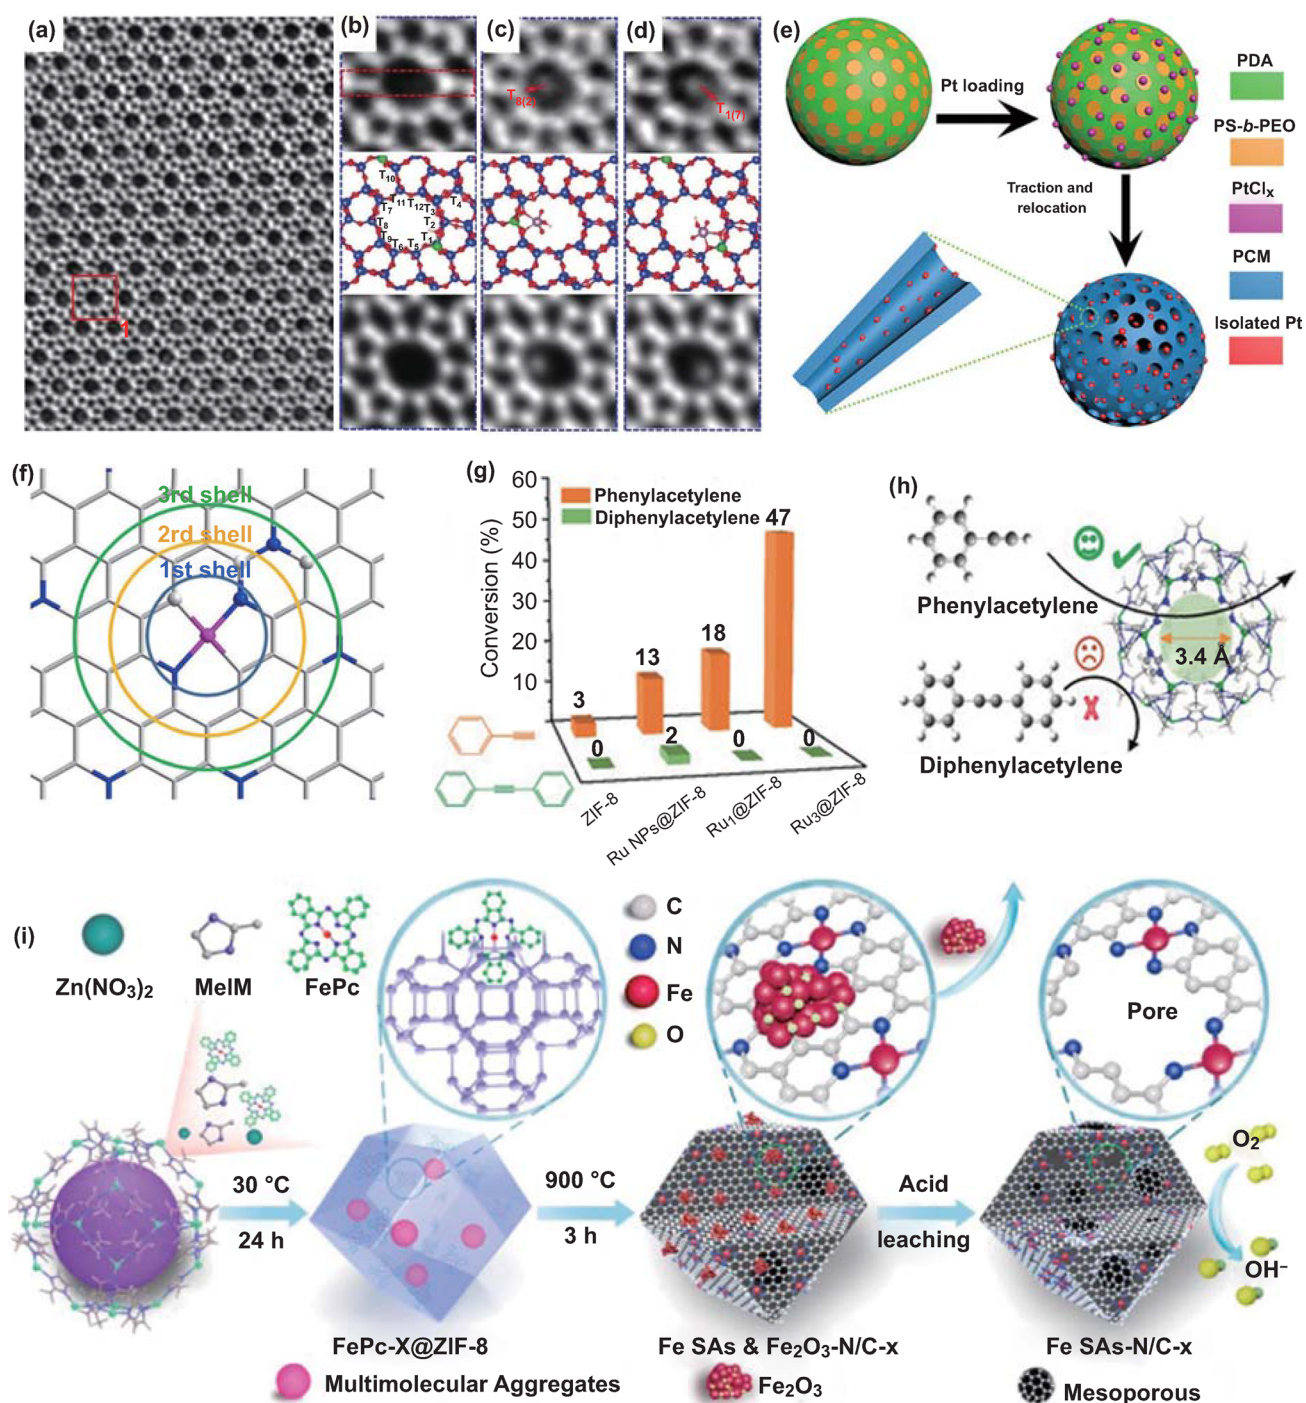 (a)
1
(b)
T10
T11 T12
T7 T3 T4
T8 T2
T9 T6 T5 T1
(c)
T8(2)
(d)
T1(7)
(e)
Pt loading
Traction and
relocation
PDA
PS-b-PEO
PtClx
PCM
Isolated Pt
(f)
3rd shell
2rd shell
1st shell
(g)
Conversion (%)
60
50
40
30
20
10
Phenylacetylene
Diphenylacetylene
3
13
18
47
0
2
0
0
ZIF-8
Ru NPs@ZIF-8
Ru1@ZIF-8
Ru3@ZIF-8
(h)
Phenylacetylene
3.4 Å
Diphenylacetylene
(i)
Zn(NO3)2
MeIM
FePc
C
N
Fe
O
Pore
30 °C
24 h
900 °C
3 h
Acid
leaching
O2
OH−
FePc-X@ZIF-8
Fe SAs & Fe2O3-N/C-x
Fe SAs-N/C-x
Multimolecular Aggregates
Fe2O3
Mesoporous